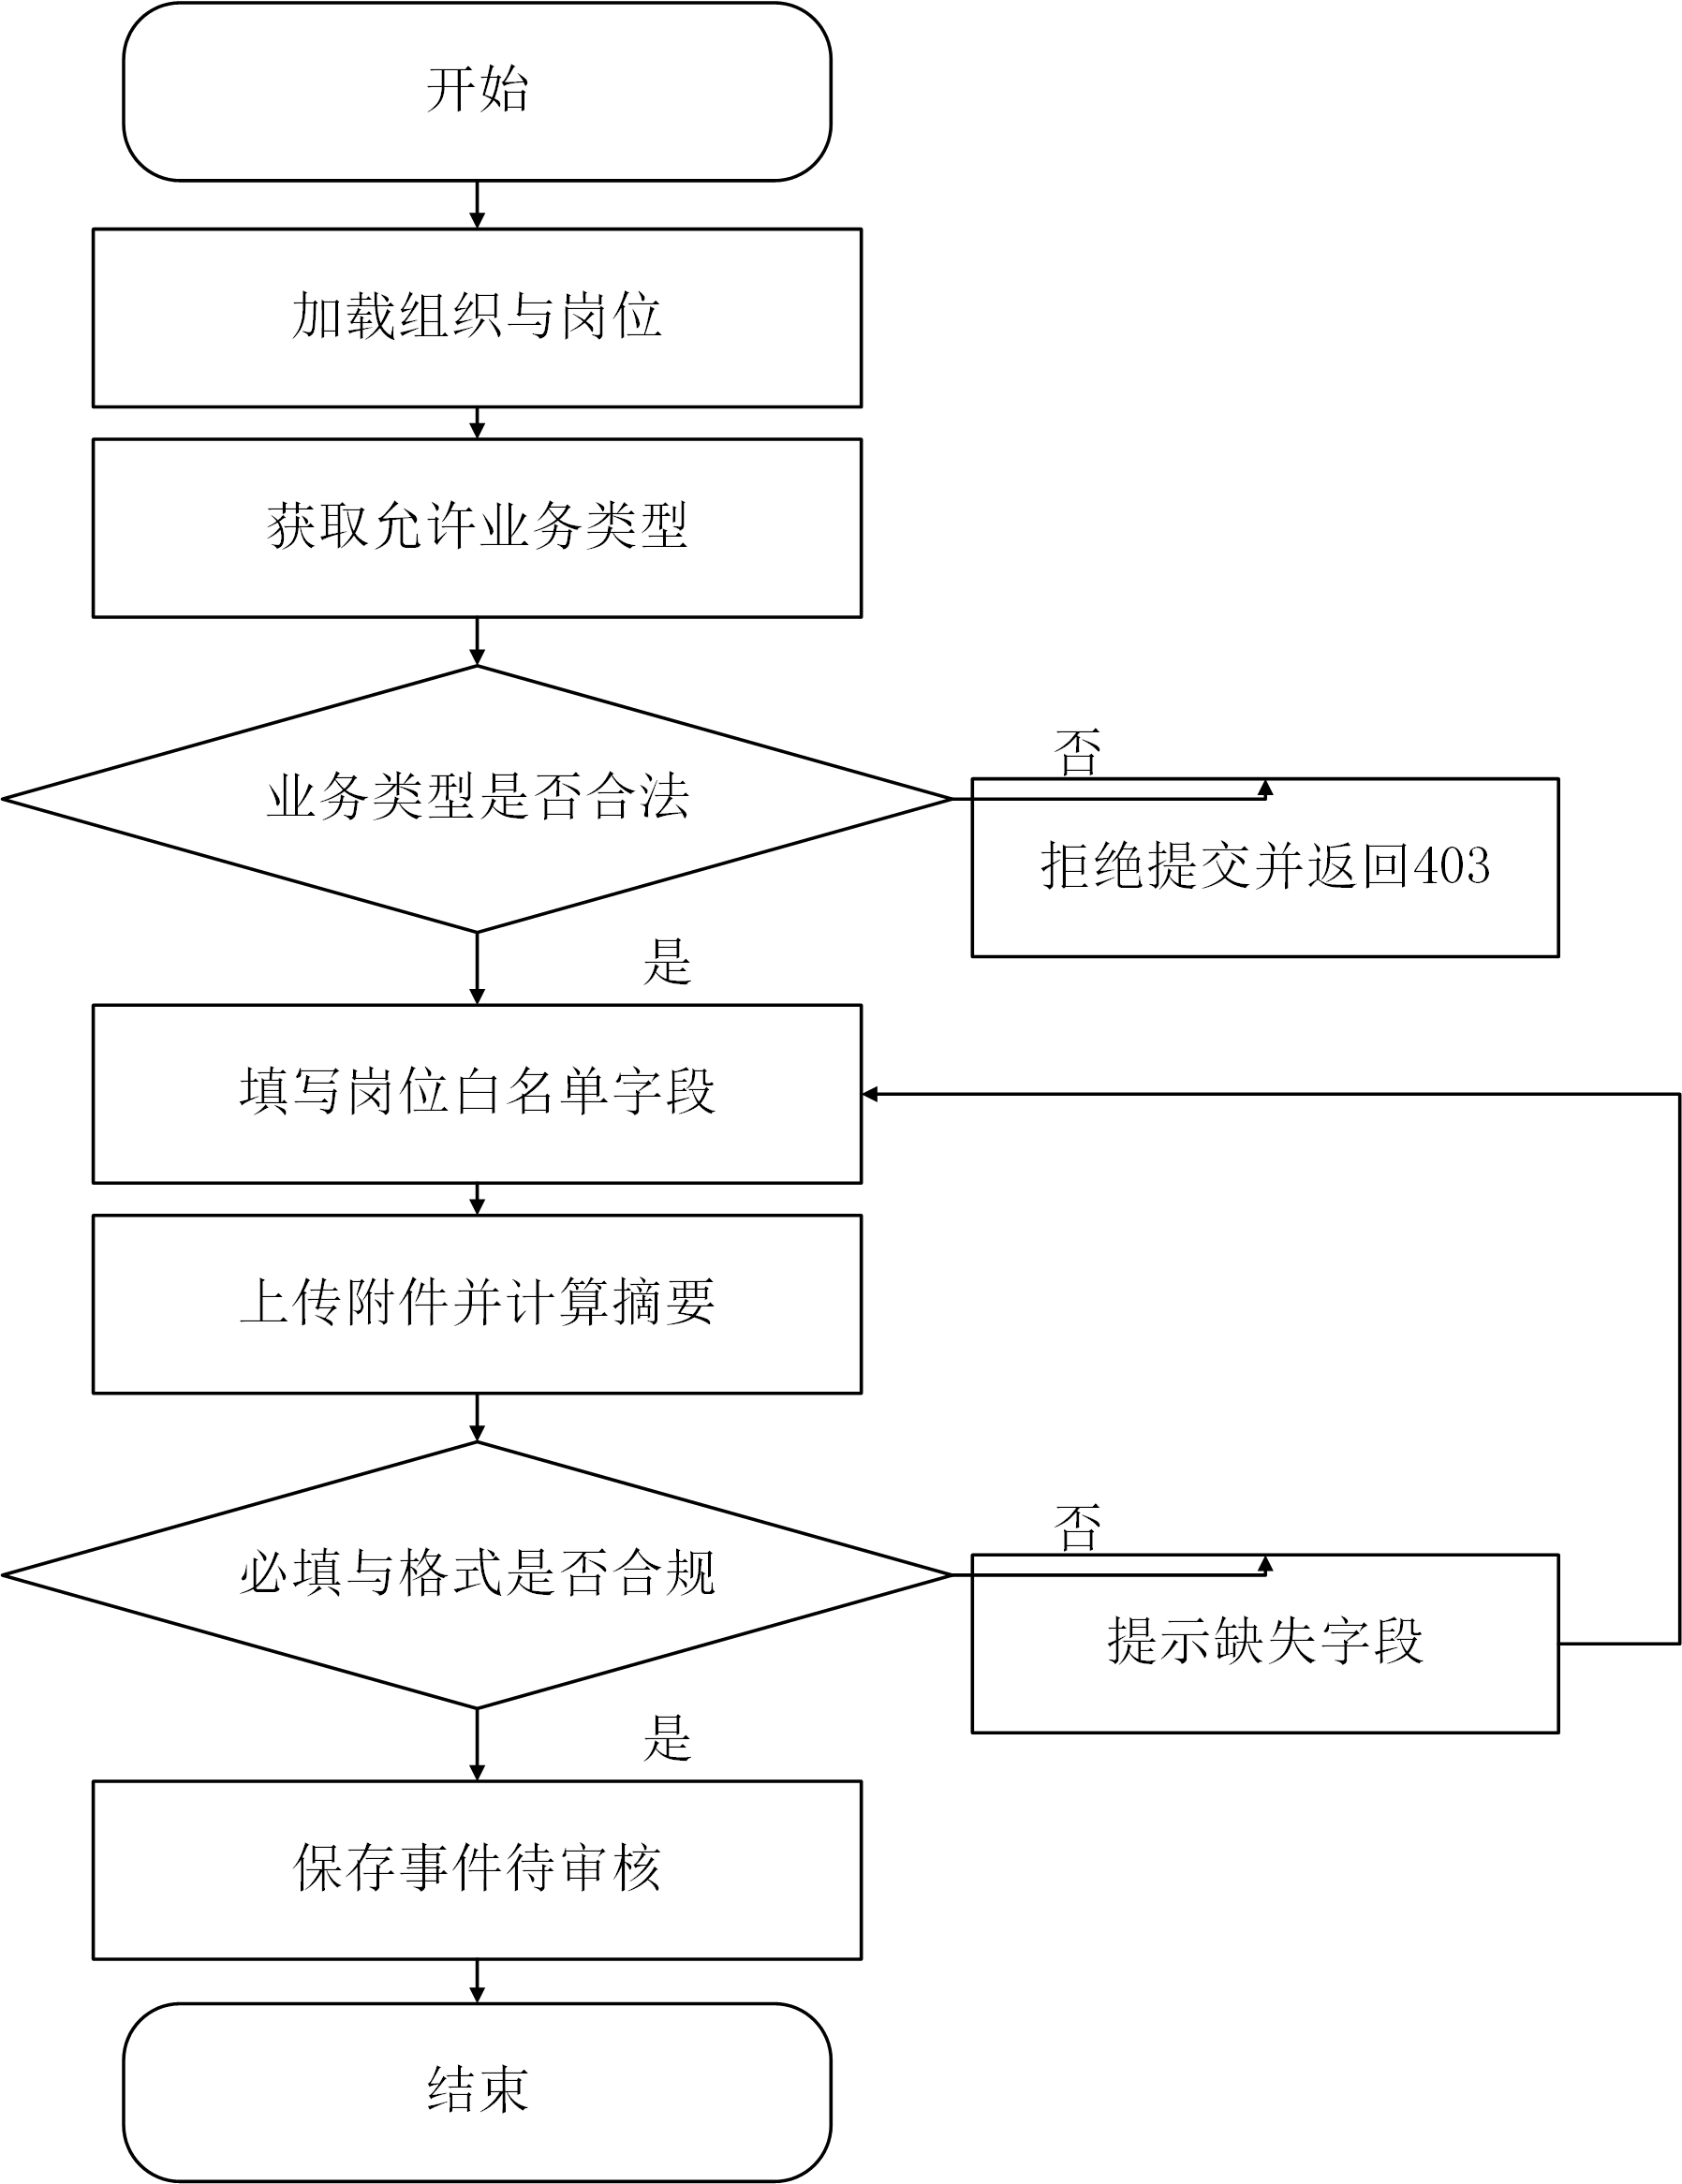 开始
加载组织与岗位
获取允许业务类型
业务类型是否合法
否
拒绝提交并返回403
是
填写岗位白名单字段
上传附件并计算摘要
必填与格式是否合规
否
提示缺失字段
是
保存事件待审核
结束